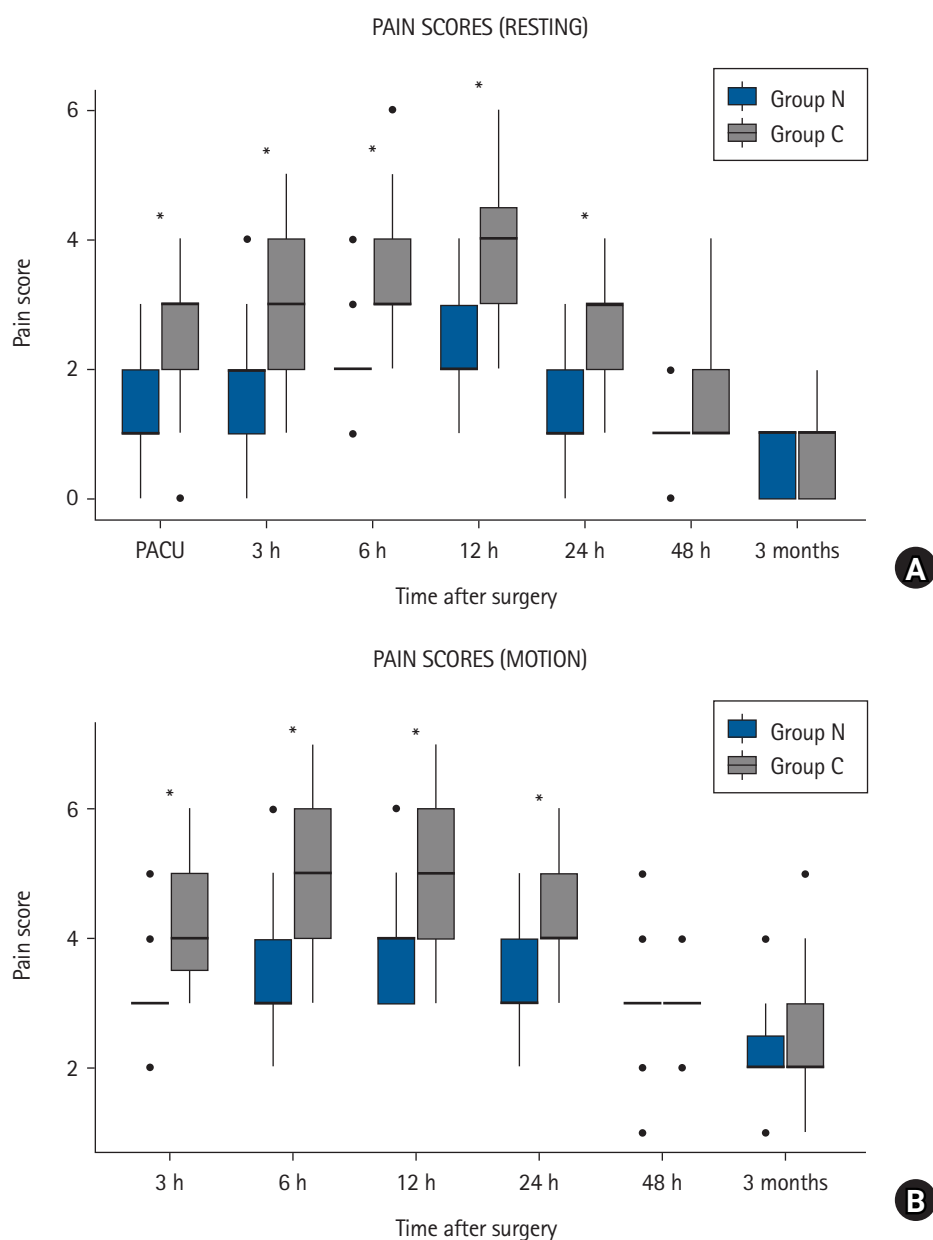 PAIN SCORES (RESTING)
*
*
*
*
*
Group N
Group C
6
4
2
0
Pain score
PACU 3 h 6 h 12 h 24 h 48 h 3 months
Time after surgery
A
PAIN SCORES (MOTION)
*
*
*
*
Group N
Group C
6
4
2
Pain score
3 h 6 h 12 h 24 h 48 h 3 months
Time after surgery
B